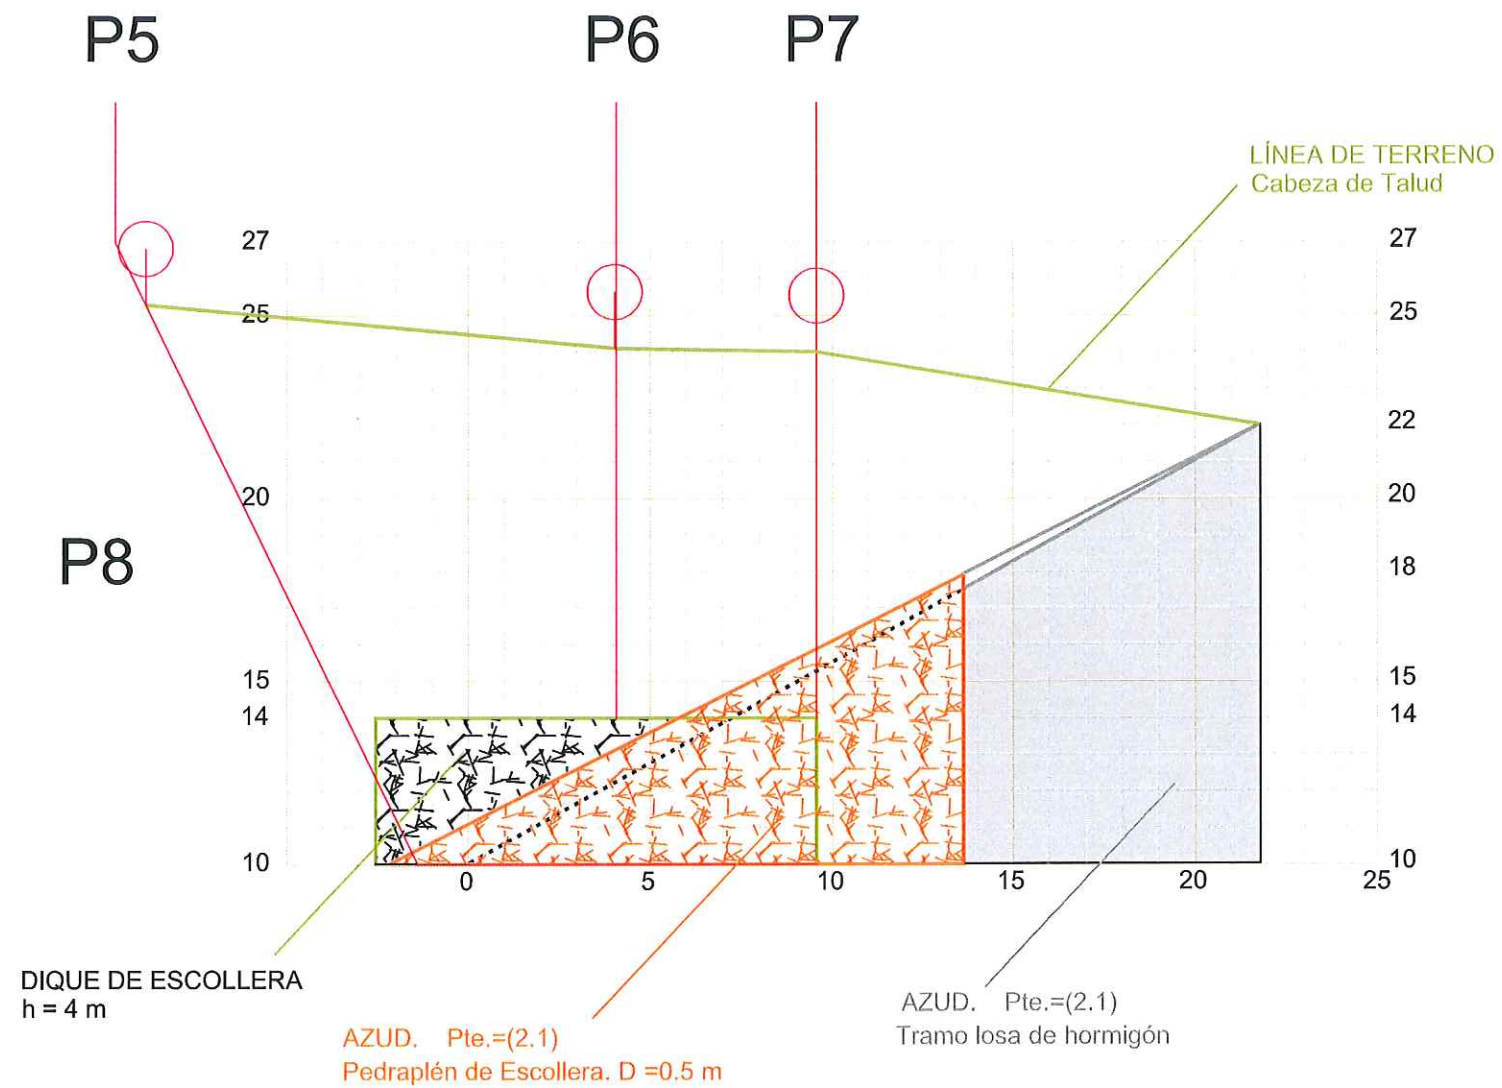 P5
P6
P7
LÍNEA DE TERRENO
Cabeza de Talud
27
27
25
25
22
20
20
P8
18
15
15
14
14
10
10
0
5
10
15
20
25
DIQUE DE ESCOLLERA
h = 4 m
AZUD. Pte.=(2.1)
Tramo losa de hormigón
AZUD. Pte.=(2.1)
Pedraplén de Escollera. D =0.5 m